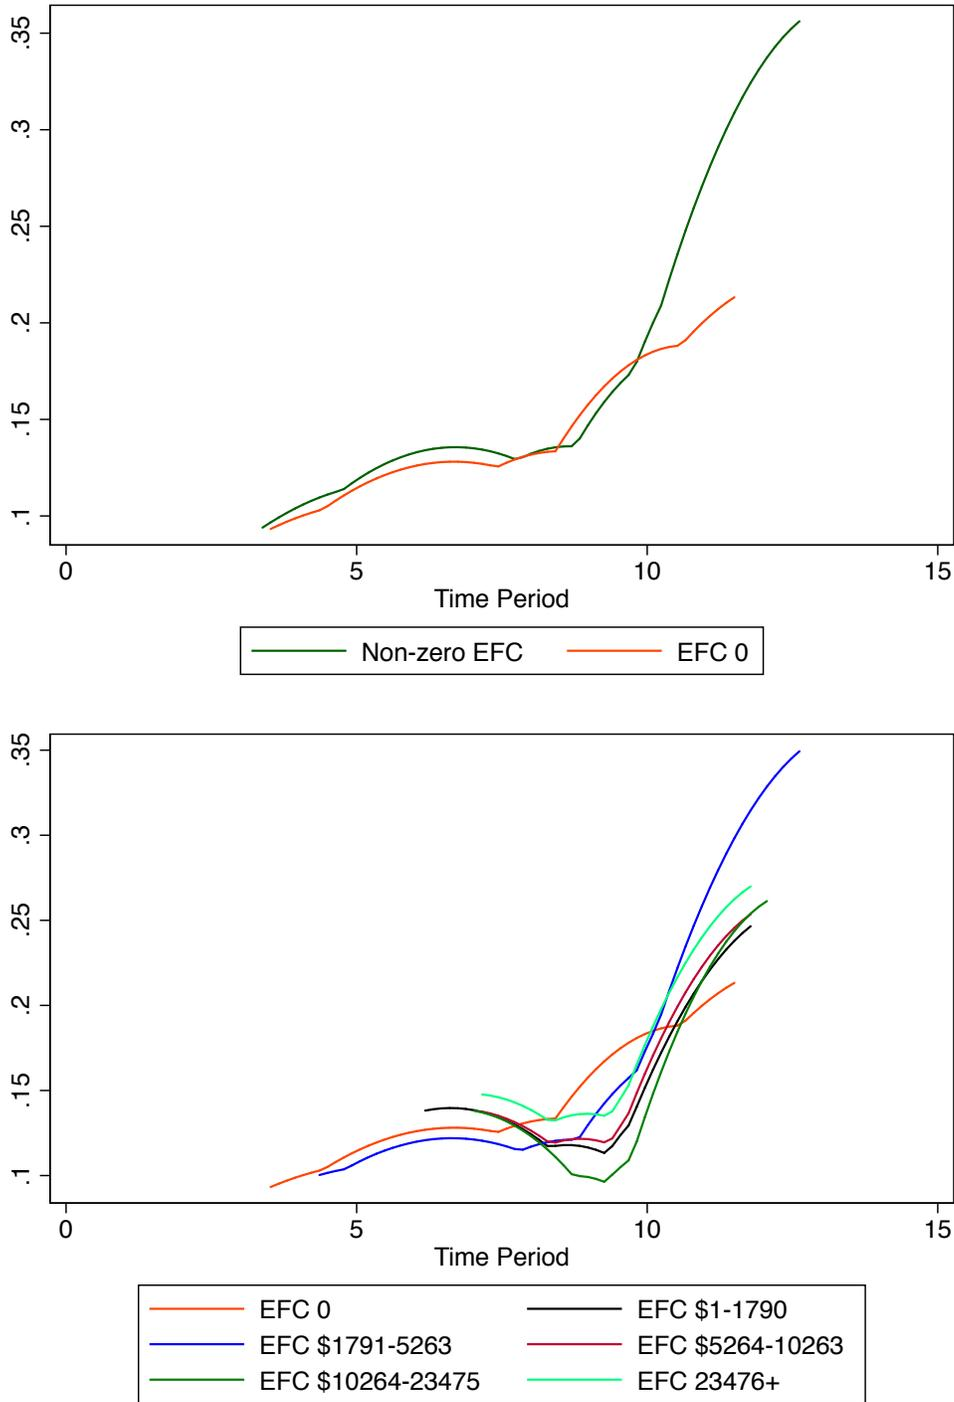 .35
.3
.25
.2
.15
.1
0 5 10 15
Time Period
Non-zero EFC EFC 0
.35
.3
.25
.2
.15
.1
0 5 10 15
Time Period
EFC 0 EFC $1-1790
EFC $1791-5263 EFC $5264-10263
EFC $10264-23475 EFC 23476+